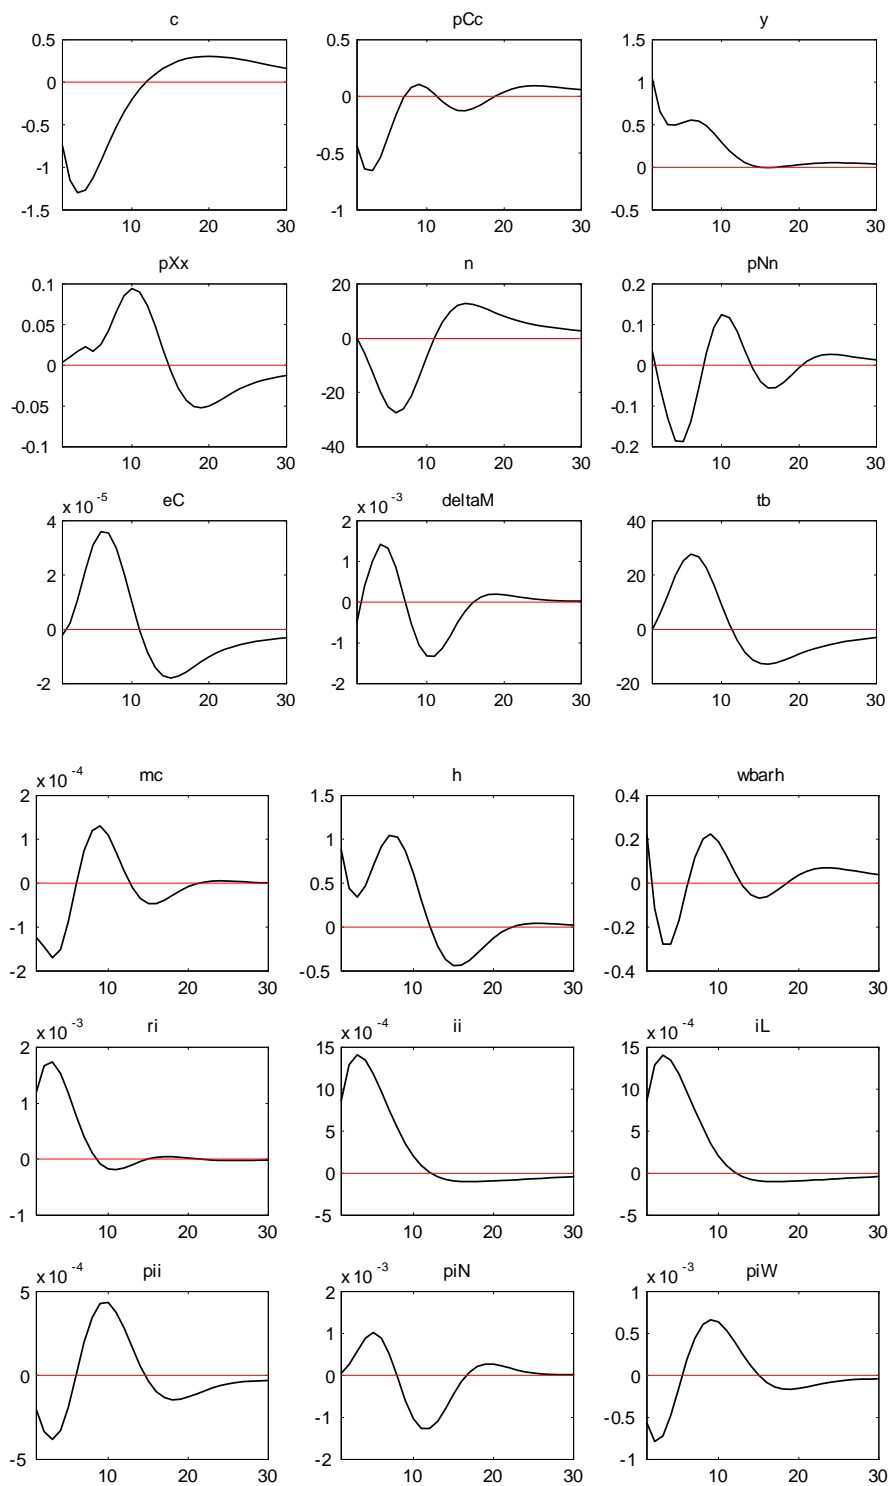 c pCc y
0.5 0.5 1.5
0 0 1
-0.5 -0.5 0.5
-1 0
-1.5 -1 -0.5
10 20 30 10 20 30 10 20 30
pXx n pNn
0.1 20 0.2
0.05 0 0.1
0 0
-0.05 -20 -0.1
-0.1 -40 -0.2
10 20 30 10 20 30 10 20 30
x 10 -5 eC x 10 -3 deltaM tb
4 2 40
2 1 20
0 0 0
-1
-2 -2 -20
10 20 30 10 20 30 10 20 30
x 10 -4 mc h wbarh
2 1.5 0.4
1 1 0.2
0 0.5 0
-1 0 -0.2
-2 -0.5 -0.4
10 20 30 10 20 30 10 20 30
x 10 -3 ri x 10 -4 ii x 10 -4 iL
2 15 15
1 10 10
5 5
0 0 0
-1 -5 -5
10 20 30 10 20 30 10 20 30
x 10 -4 pii x 10 -3 piN x 10 -3 piW
5 2 1
1 0.5
0 0 0
-1 -0.5
-5 -2 -1
10 20 30 10 20 30 10 20 30